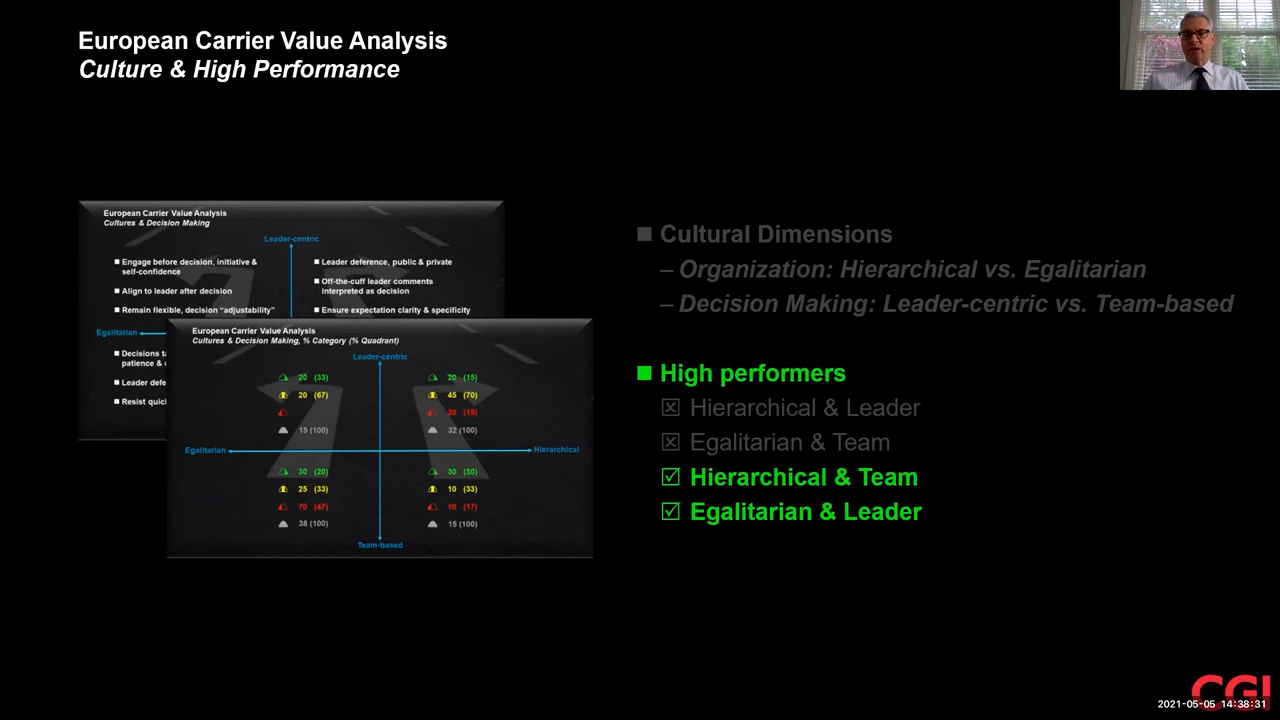 European Carrier Value Analysis
Culture & High Performance
European Carrier Value Analysis
Cultures & Decision Making
Leader-centric
■ Engage before decision, initiative & self-confidence
■ Align to leader after decision
■ Remain flexible, decision "adjustability"
■ Leader deference, public & private
■ Off-the-cuff leader comments interpreted as decision
■ Ensure expectation clarity & specificity
Egalitarian
■ Decisions
patience &
■ Leader
■ Resist
European Carrier Value Analysis
Cultures & Decision Making, % Category (% Quadrant)
Leader-centric
20 (33)
20 (67)
15 (100)
20 (15)
45 (70)
20 (15)
32 (100)
Egalitarian
Hierarchical
30 (20)
25 (33)
70 (47)
38 (100)
30 (50)
10 (33)
10 (17)
15 (100)
Team-based
■ Cultural Dimensions
– Organization: Hierarchical vs. Egalitarian
– Decision Making: Leader-centric vs. Team-based
■ High performers
☒ Hierarchical & Leader
☒ Egalitarian & Team
☑ Hierarchical & Team
☑ Egalitarian & Leader
CGI
2021-05-05 14:38:31